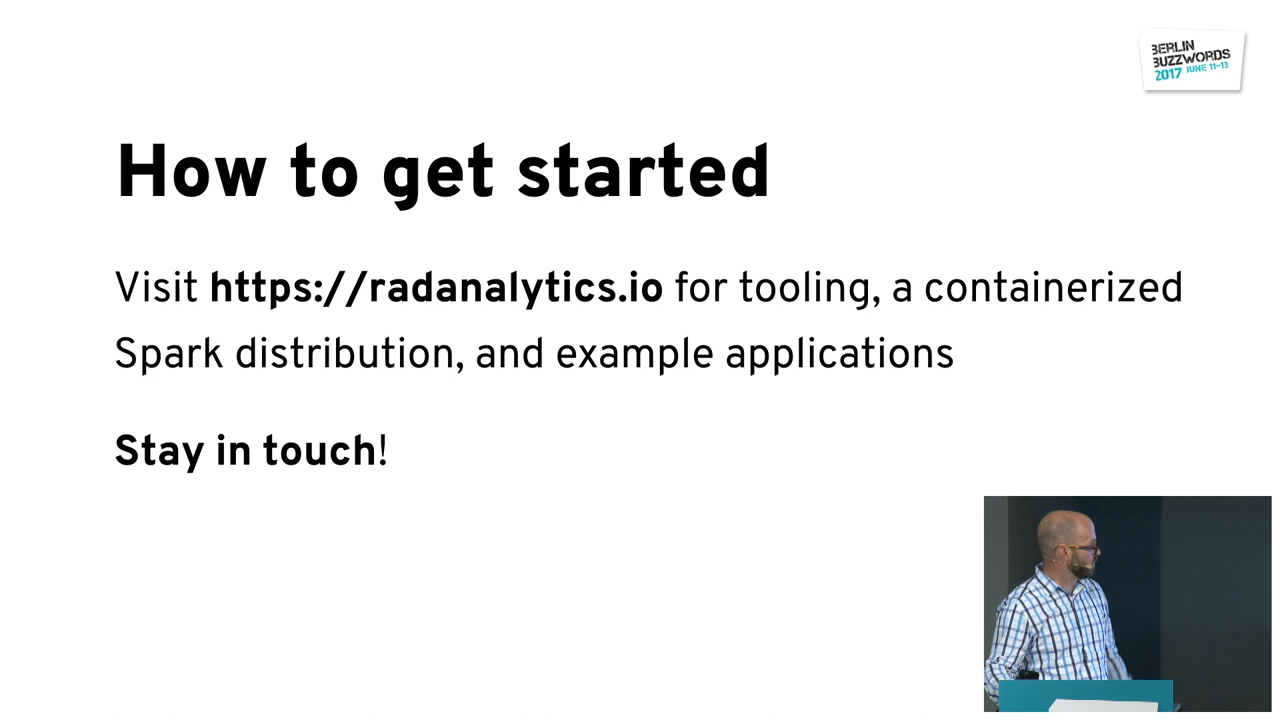 BERLIN
BUZZWORDS
2017 JUNE 11-13
How to get started
Visit https://radanalytics.io for tooling, a containerized
Spark distribution, and example applications
Stay in touch!